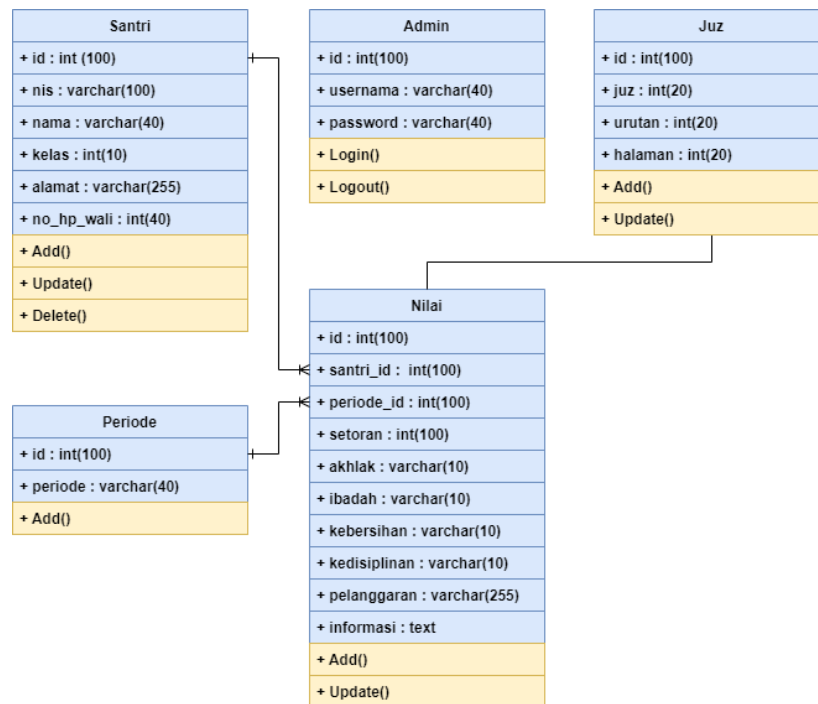 Santri
+ id : int (100)
+ nis : varchar(100)
+ nama : varchar(40)
+ kelas : int(10)
+ alamat : varchar(255)
+ no_hp_wali : int(40)
+ Add()
+ Update()
+ Delete()
Admin
+ id : int(100)
+ usernama : varchar(40)
+ password : varchar(40)
+ Login()
+ Logout()
Juz
+ id : int(100)
+ juz : int(20)
+ urutan : int(20)
+ halaman : int(20)
+ Add()
+ Update()
Periode
+ id : int(100)
+ periode : varchar(40)
+ Add()
Nilai
+ id : int(100)
+ santri_id : int(100)
+ periode_id : int(100)
+ setoran : int(100)
+ akhlak : varchar(10)
+ ibadah : varchar(10)
+ kebersihan : varchar(10)
+ kedisiplinan : varchar(10)
+ pelanggaran : varchar(255)
+ informasi : text
+ Add()
+ Update()